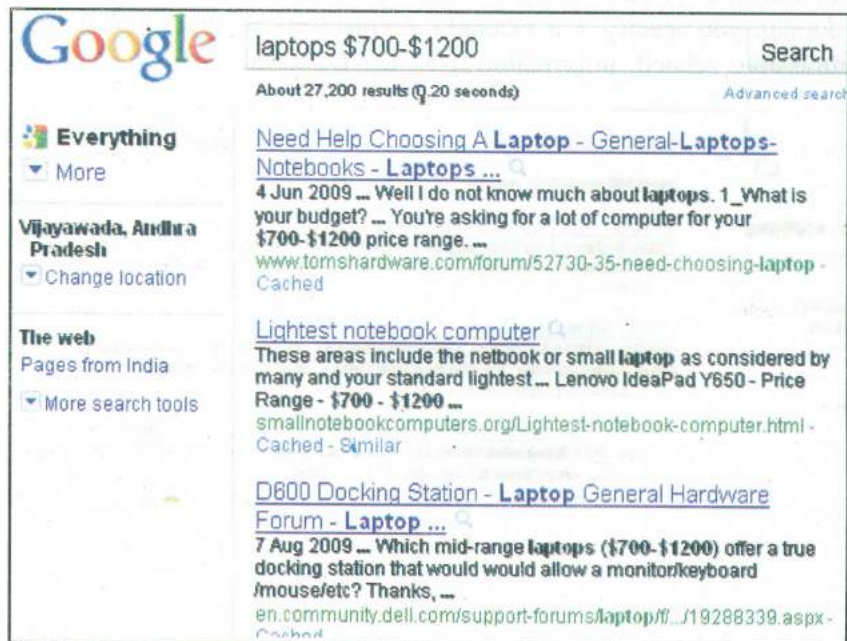 Google
laptops $700-$1200
Search
About 27,200 results (0.20 seconds)
Advanced search
Everything
More
Vijayawada, Andhra
Pradesh
Change location
The web
Pages from India
More search tools
Need Help Choosing A Laptop - General-Laptops-
Notebooks - Laptops ...
4 Jun 2009 ... Well I do not know much about laptops. 1_What is
your budget? ... You're asking for a lot of computer for your
$700-$1200 price range. ...
www.tomshardware.com/forum/52730-35-need-choosing-laptop -
Cached
Lightest notebook computer
These areas include the netbook or small laptop as considered by
many and your standard lightest ... Lenovo IdeaPad Y650 - Price
Range - $700 - $1200 ...
smallnotebookcomputers.org/Lightest-notebook-computer.html -
Cached - Similar
D600 Docking Station - Laptop General Hardware
Forum - Laptop ...
7 Aug 2009 ... Which mid-range laptops ($700-$1200) offer a true
docking station that would would allow a monitor/keyboard
/mouse/etc? Thanks, ...
en.community.dell.com/support-forums/laptop/f/.../19288339.aspx -
Cached